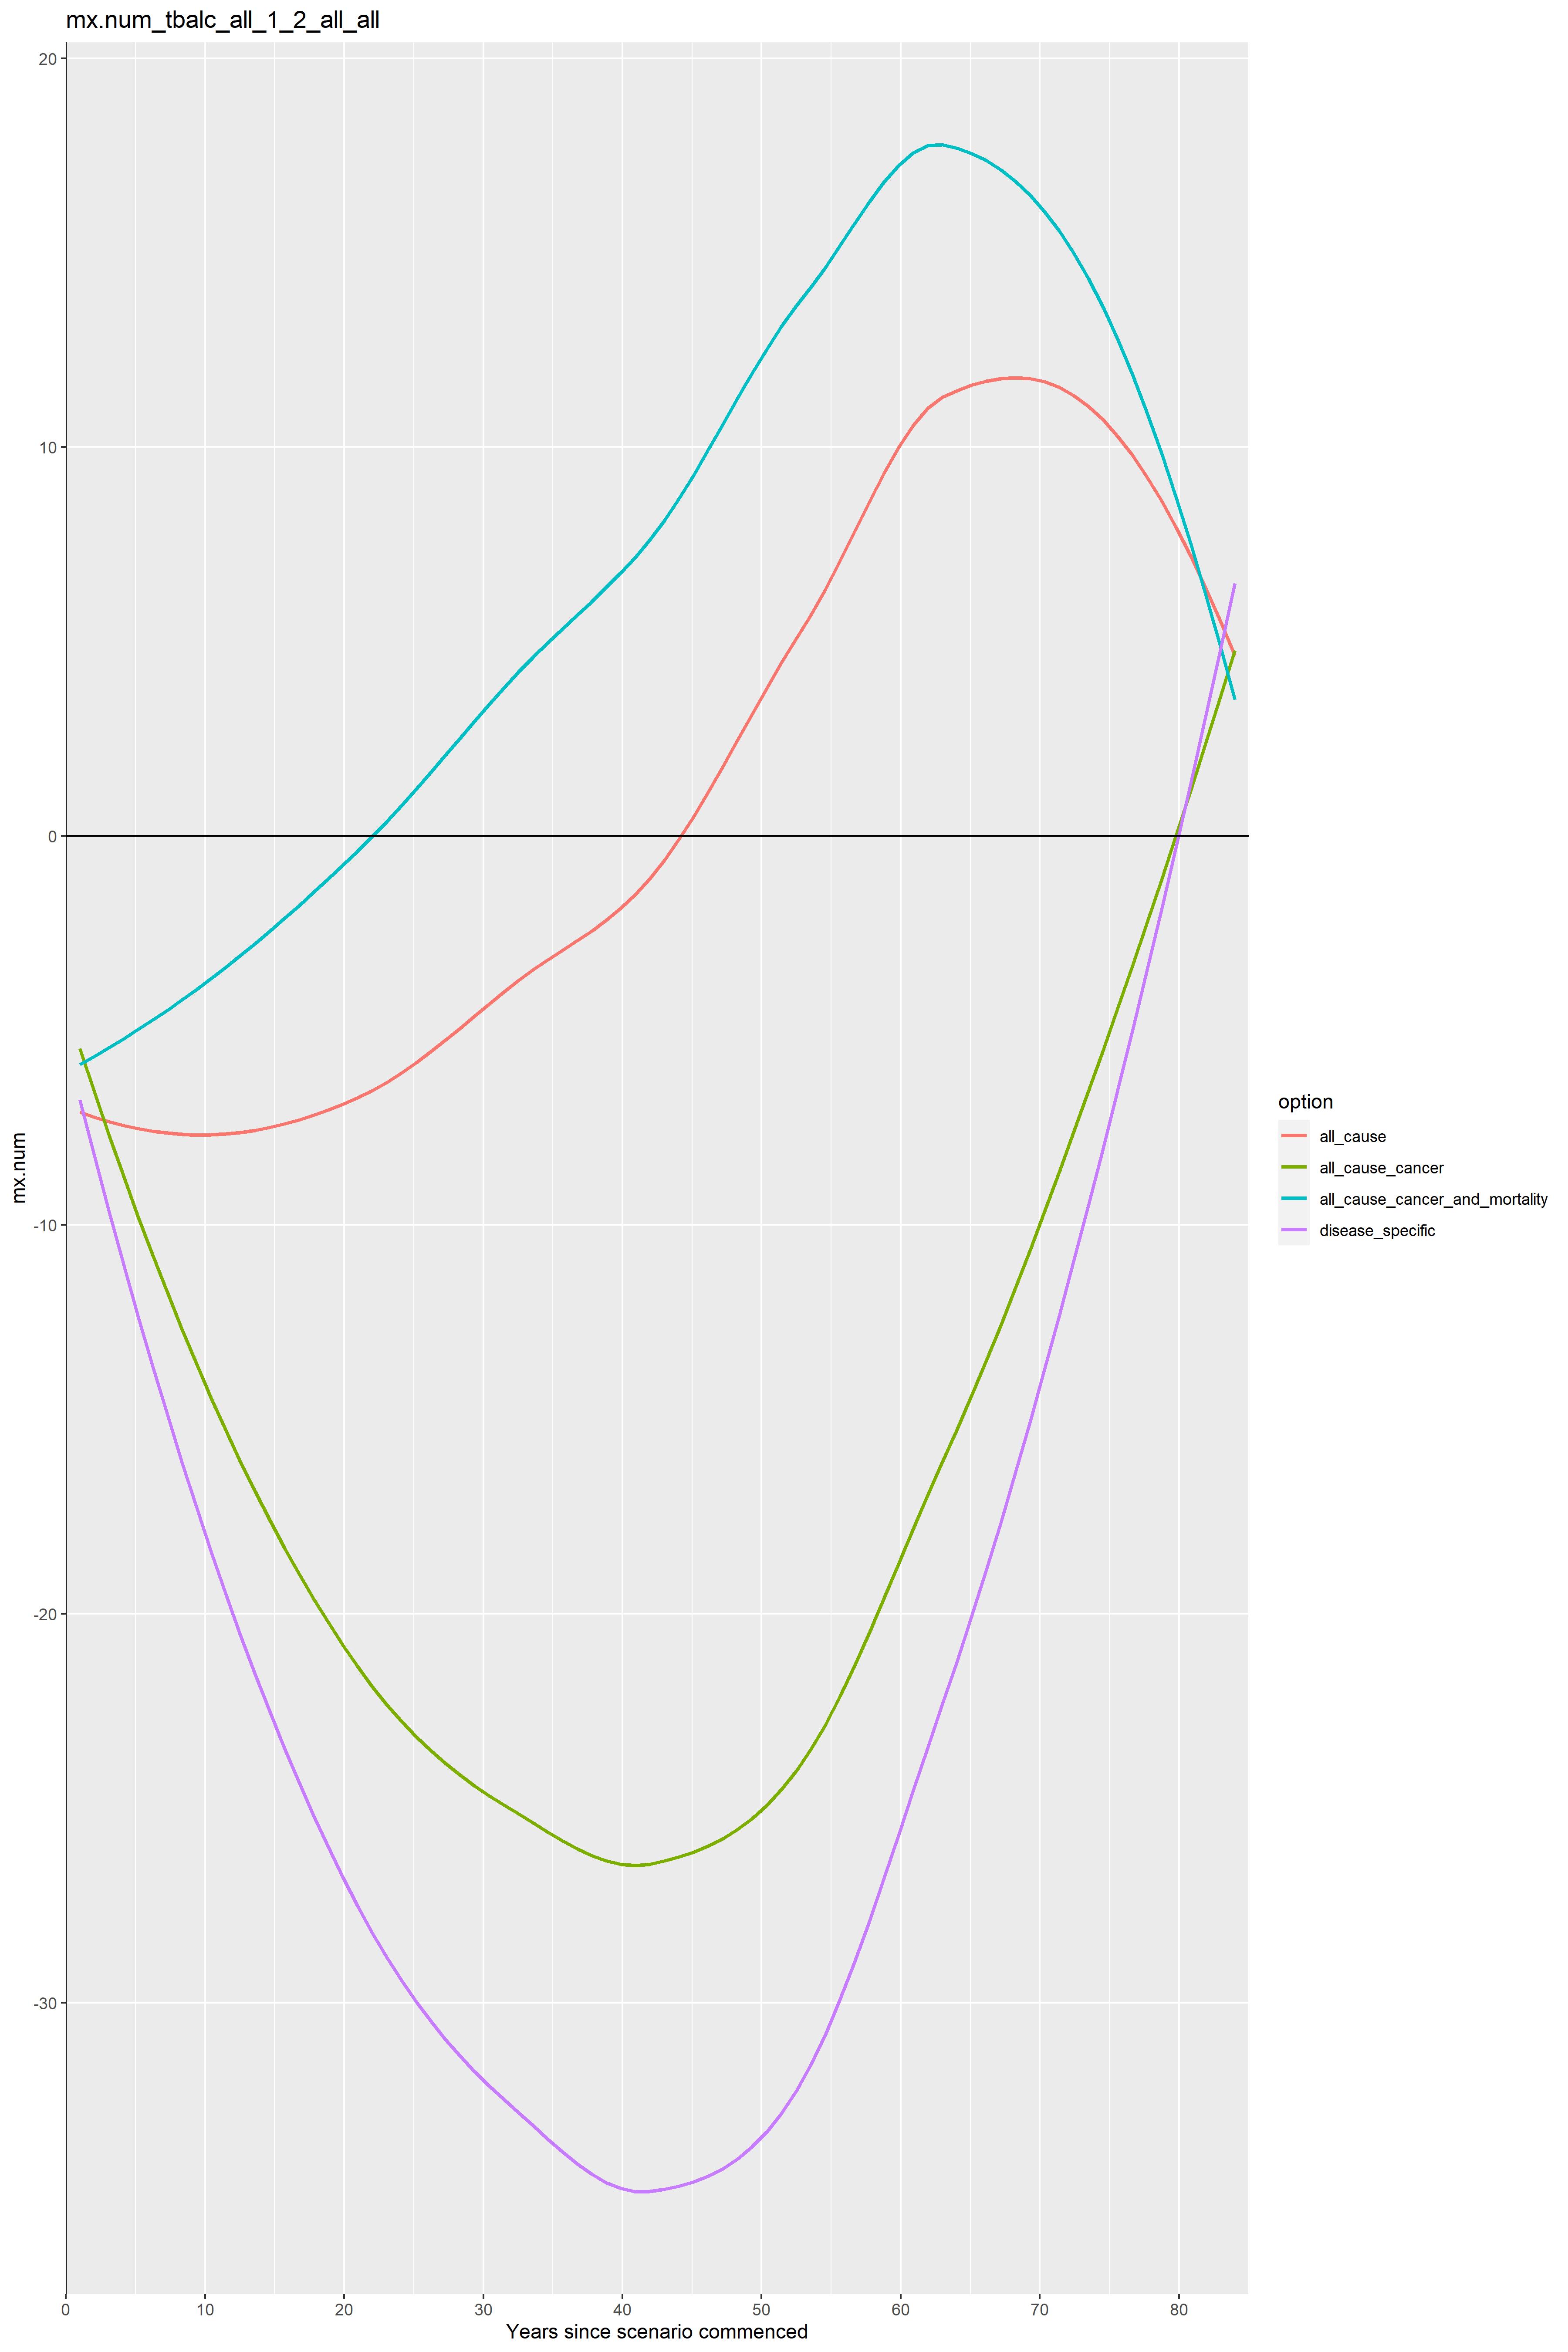 mx.num_tbalc_all_1_2_all_all
20
10
0
-10
-20
-30
mx.num
0 10 20 30 40 50 60 70 80
Years since scenario commenced
option
all_cause
all_cause_cancer
all_cause_cancer_and_mortality
disease_specific